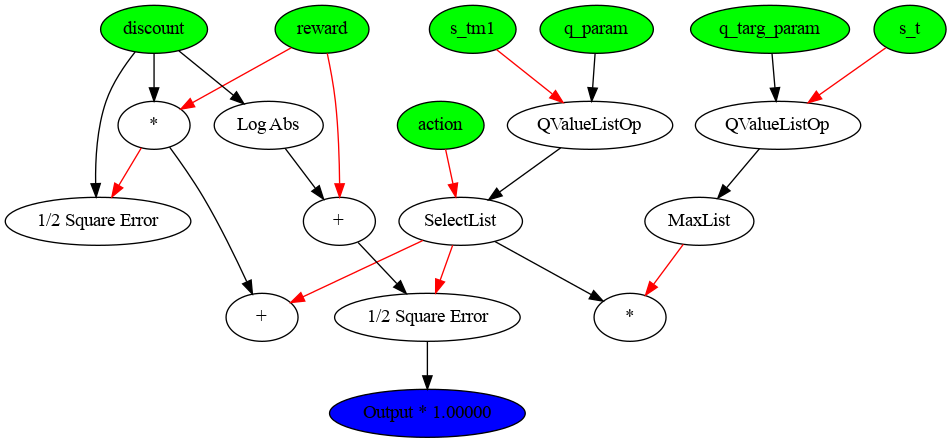 discount
reward
s_tm1
q_param
q_targ_param
s_t
*
Log Abs
action
QValueListOp
QValueListOp
1/2 Square Error
+
SelectList
MaxList
+
1/2 Square Error
*
Output * 1.00000